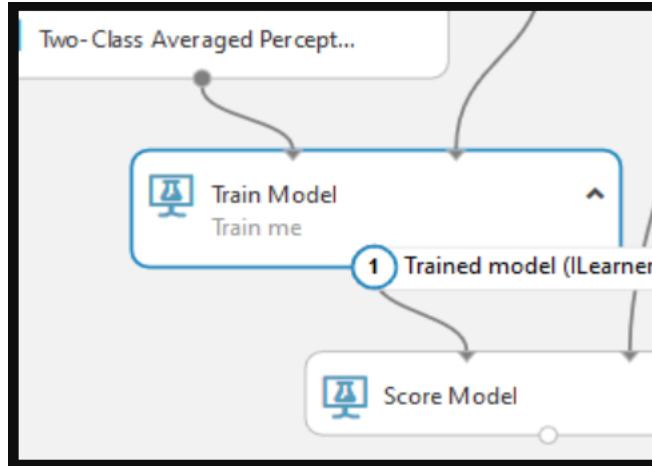 Two-Class Averaged Percept...
Train Model
Train me
1 Trained model (ILearner
Score Model